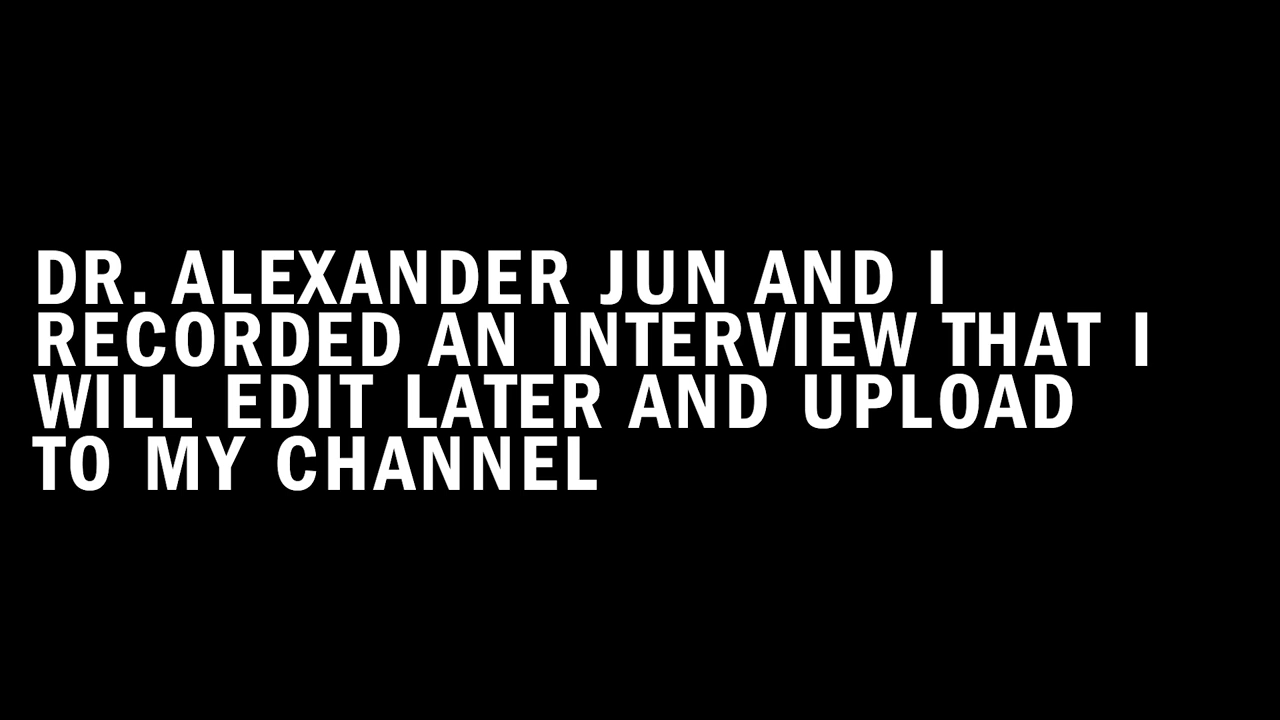 DR. ALEXANDER JUN AND I
RECORDED AN INTERVIEW THAT I
WILL EDIT LATER AND UPLOAD
TO MY CHANNEL